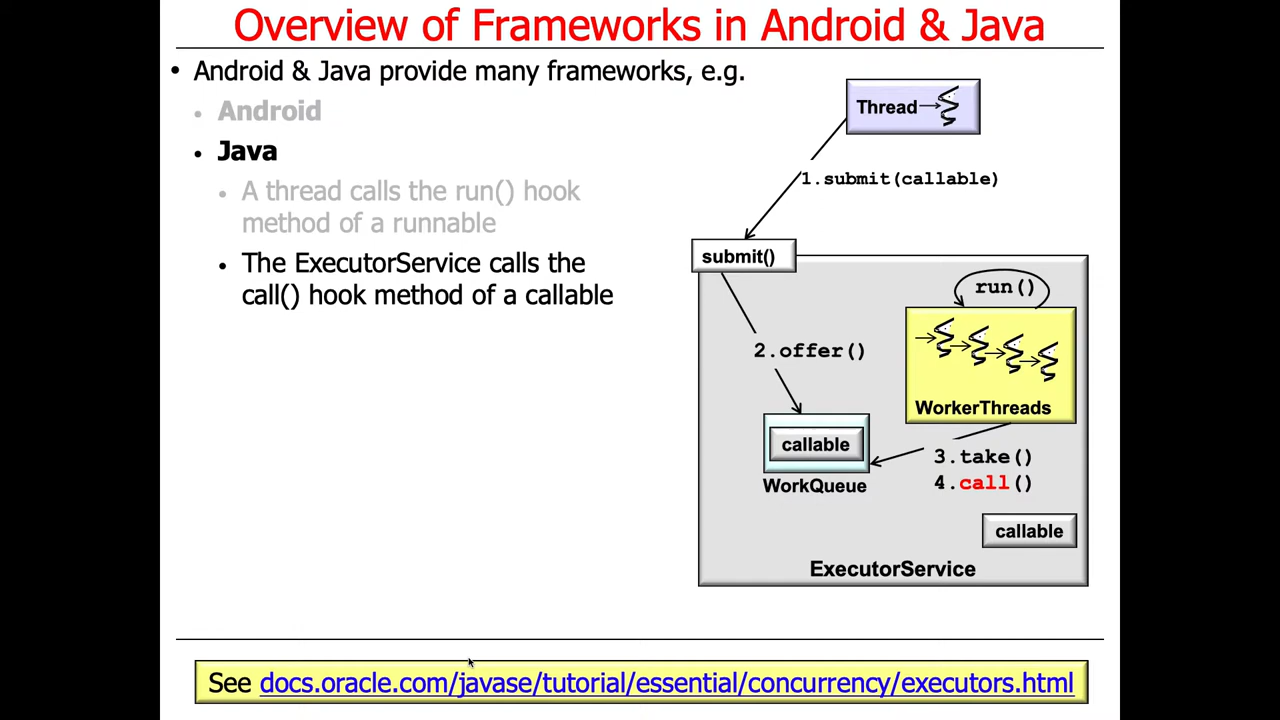 Overview of Frameworks in Android & Java
• Android & Java provide many frameworks, e.g.
• Android
• Java
• A thread calls the run() hook
method of a runnable
• The ExecutorService calls the
call() hook method of a callable
Thread
1.submit(callable)
submit()
run()
2.offer()
WorkerThreads
callable
WorkQueue
3.take()
4.call()
callable
ExecutorService
See docs.oracle.com/javase/tutorial/essential/concurrency/executors.html